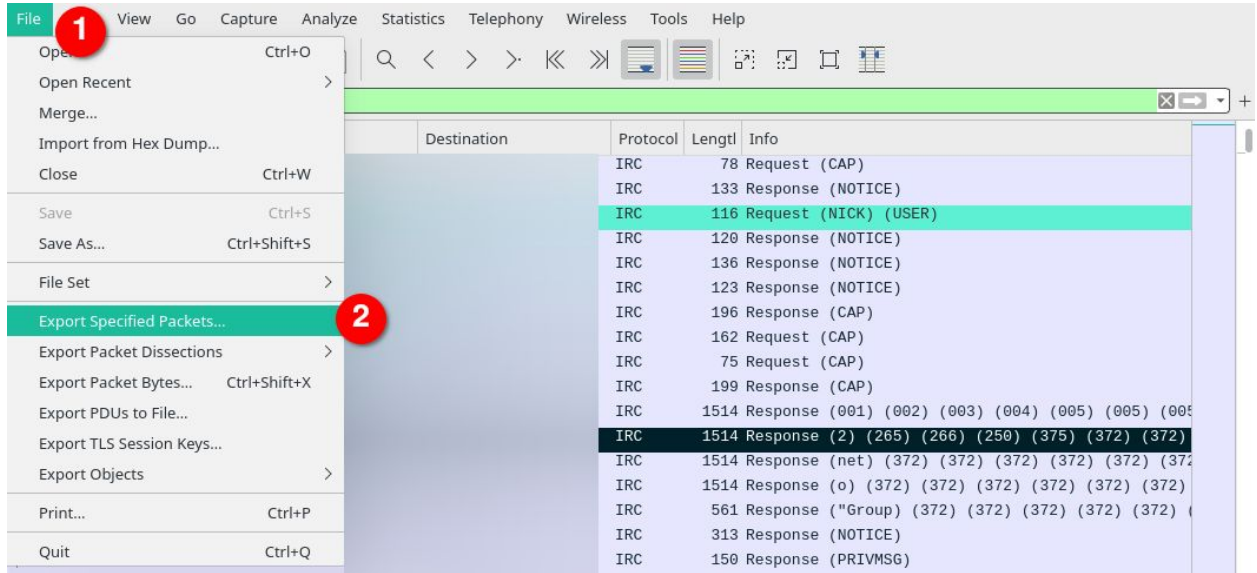 File View Go Capture Analyze Statistics Telephony Wireless Tools Help
1
Ctrl+O
Open Recent
Merge...
Import from Hex Dump...
Close Ctrl+W
Save Ctrl+S
Save As... Ctrl+Shift+S
File Set
Export Specified Packets...
2
Export Packet Dissections
Export Packet Bytes... Ctrl+Shift+X
Export PDUs to File...
Export TLS Session Keys...
Export Objects
Print... Ctrl+P
Quit Ctrl+Q
Destination Protocol Lengtl Info
IRC 78 Request (CAP)
IRC 133 Response (NOTICE)
IRC 116 Request (NICK) (USER)
IRC 120 Response (NOTICE)
IRC 136 Response (NOTICE)
IRC 123 Response (NOTICE)
IRC 196 Response (CAP)
IRC 162 Request (CAP)
IRC 75 Request (CAP)
IRC 199 Response (CAP)
IRC 1514 Response (001) (002) (003) (004) (005) (005) (005
IRC 1514 Response (2) (265) (266) (250) (375) (372) (372)
IRC 1514 Response (net) (372) (372) (372) (372) (372) (372
IRC 1514 Response (o) (372) (372) (372) (372) (372) (372)
IRC 561 Response ("Group) (372) (372) (372) (372) (372) (
IRC 313 Response (NOTICE)
IRC 150 Response (PRIVMSG)